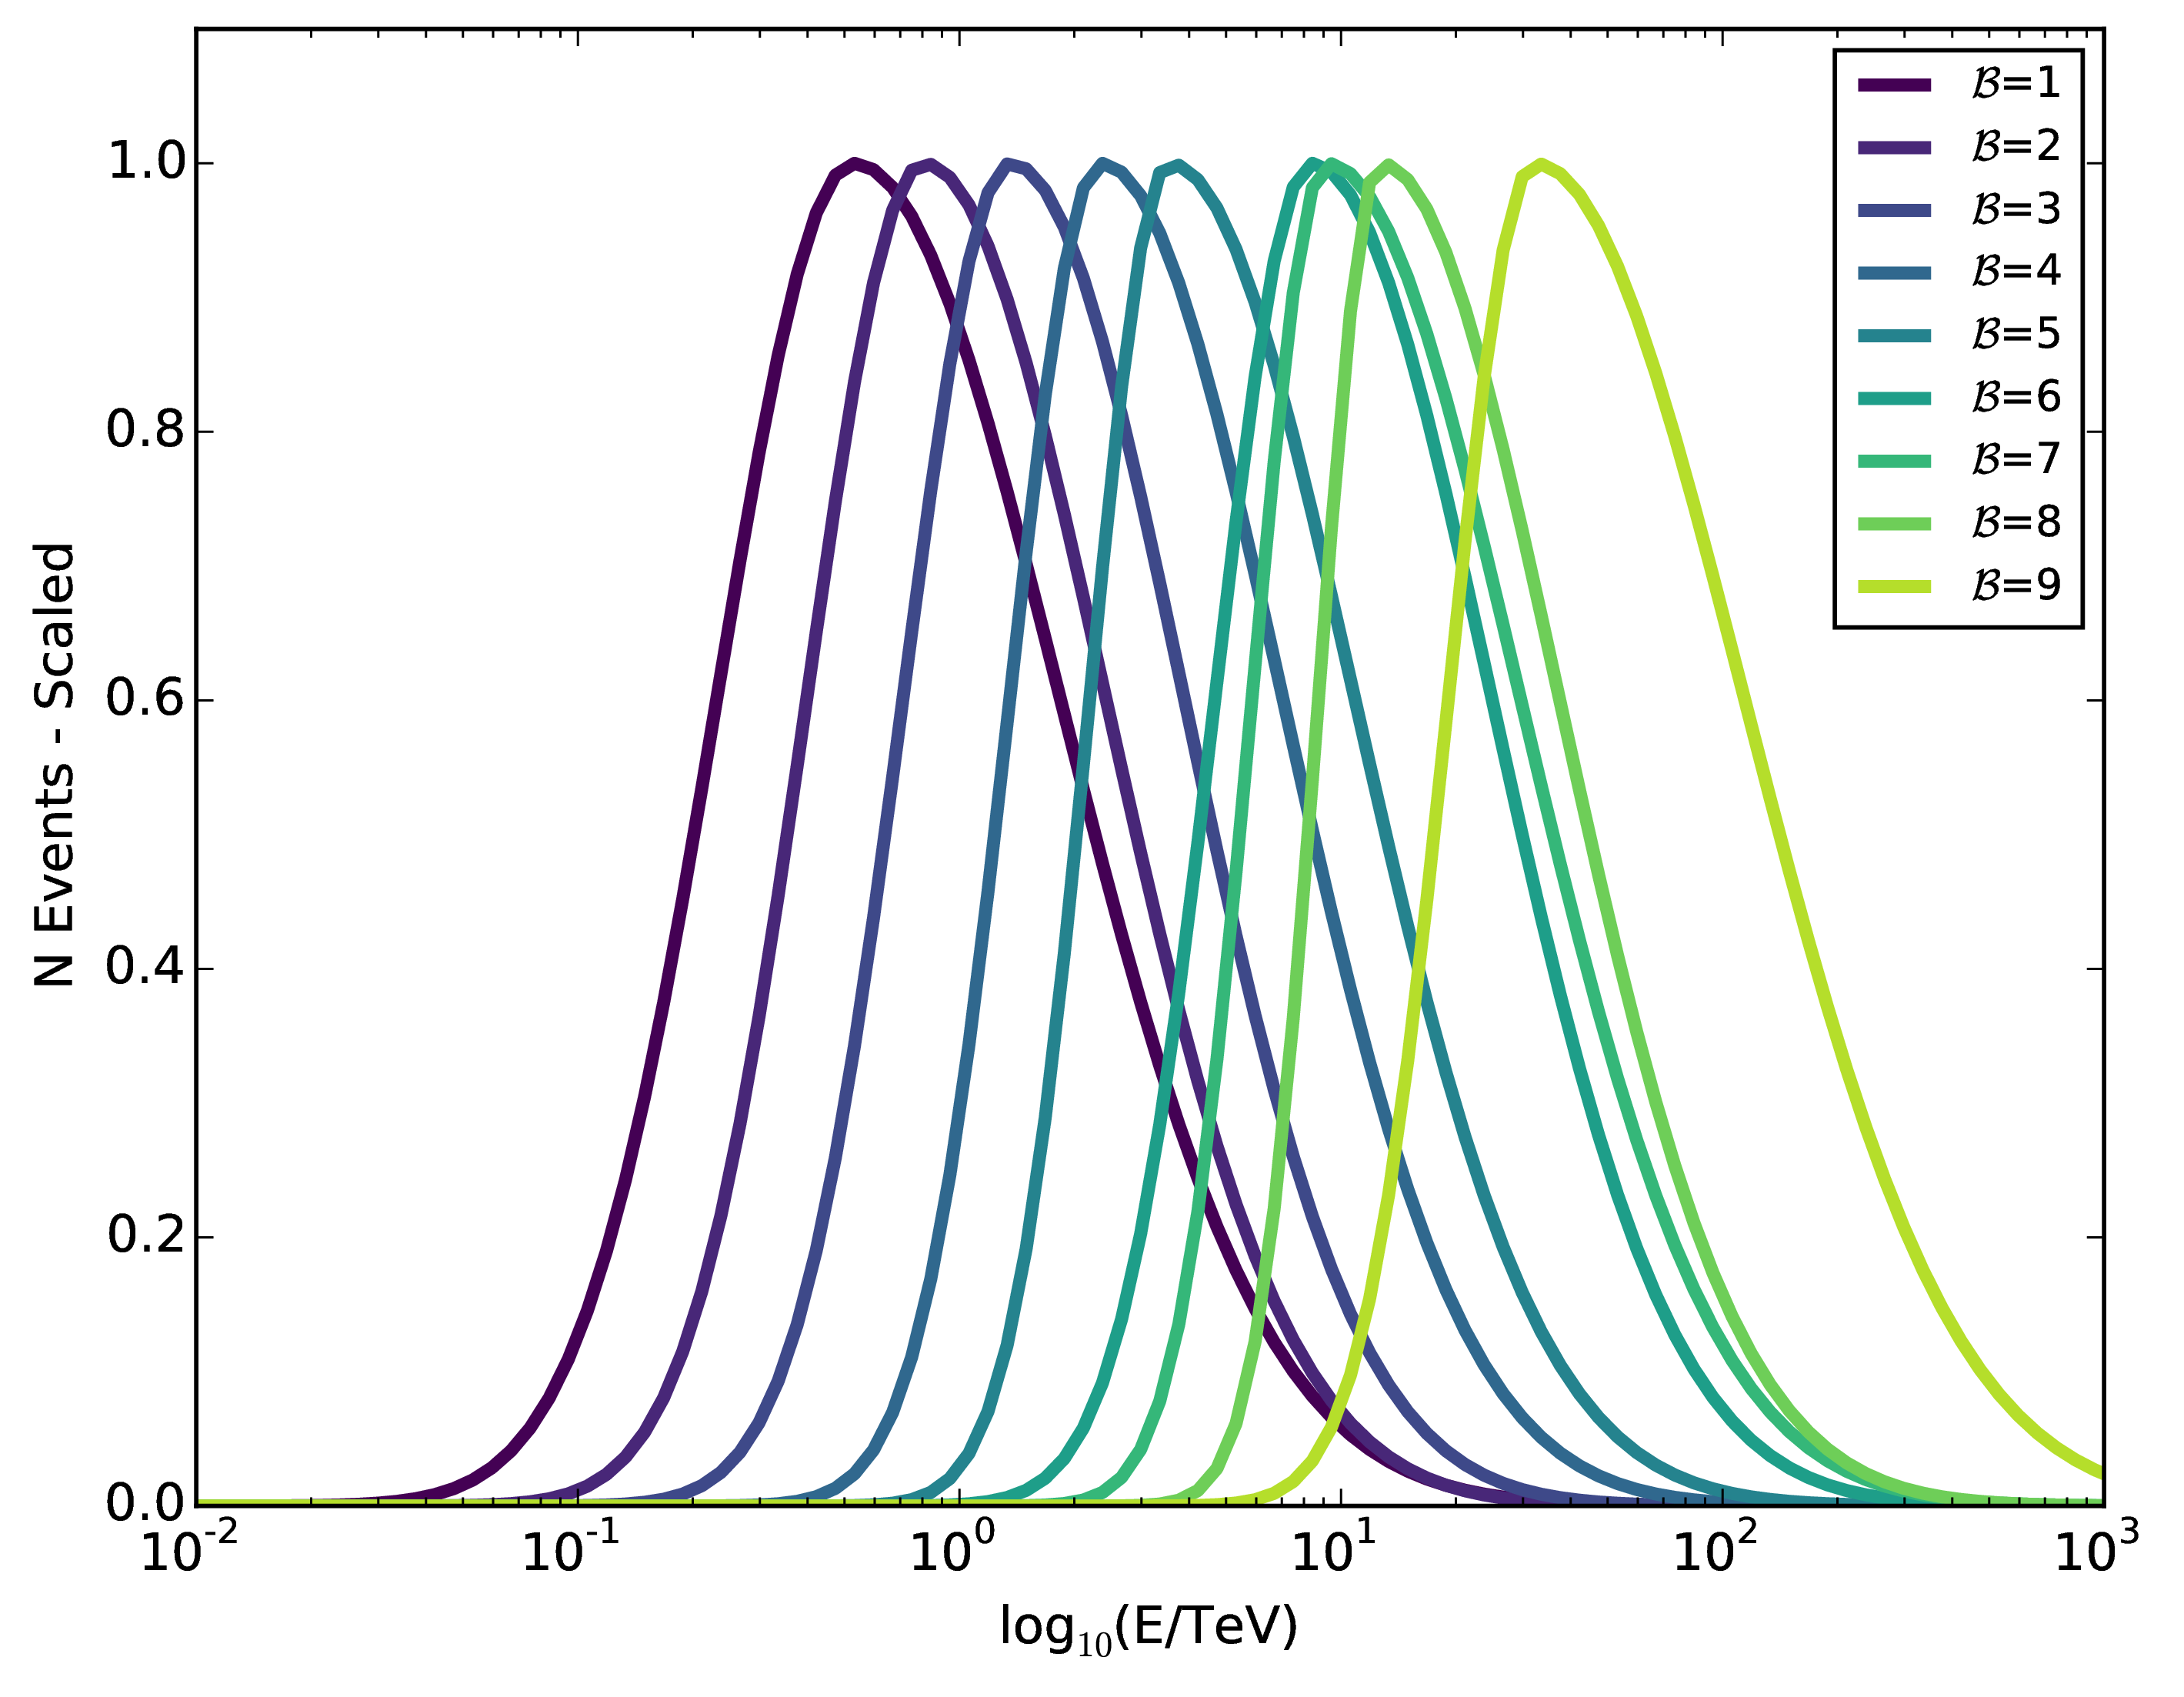 ℬ=1
ℬ=2
ℬ=3
ℬ=4
ℬ=5
ℬ=6
ℬ=7
ℬ=8
ℬ=9
1.0
0.8
0.6
0.4
0.2
0.0
N Events - Scaled
10⁻² 10⁻¹ 10⁰ 10¹ 10² 10³
log₁₀(E/TeV)